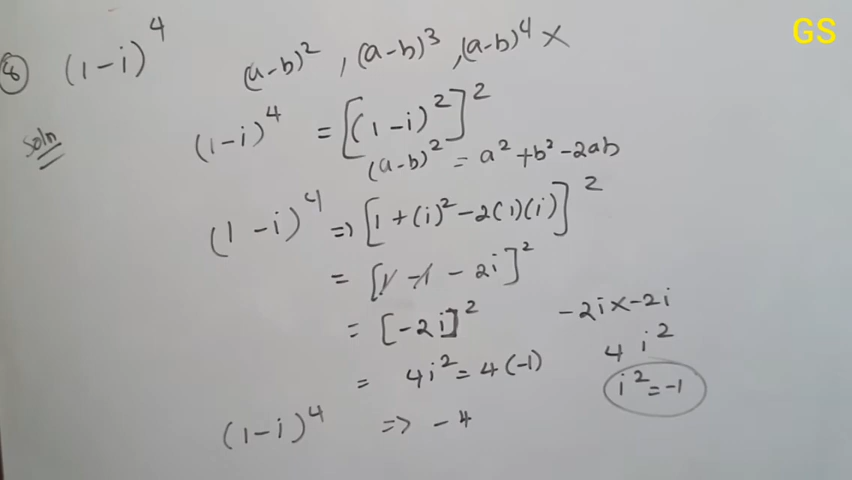 GS
8 (1-i)^4 (a-b)^2 , (a-b)^3 , (a-b)^4 ×
Soln (1-i)^4 = [(1-i)^2]^2
(a-b)^2 = a^2+b^2-2ab
(1-i)^4 => [1+(i)^2-2(1)(i)]^2
= [1-1-2i]^2
= [-2i]^2 -2i×-2i
4 i^2
= 4i^2 = 4(-1) i^2=-1
(1-i)^4 => -4